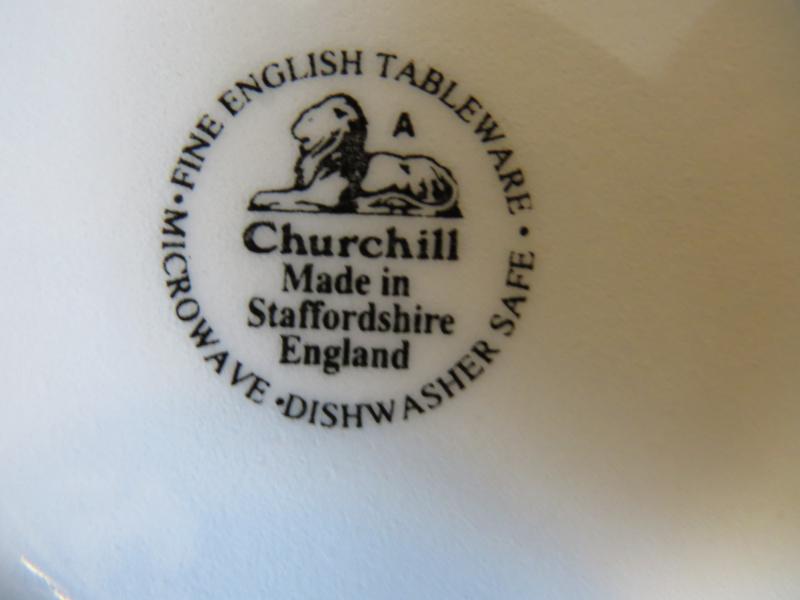 • FINE ENGLISH TABLEWARE •
A
Churchill
Made in
Staffordshire
England
MICROWAVE • DISHWASHER SAFE